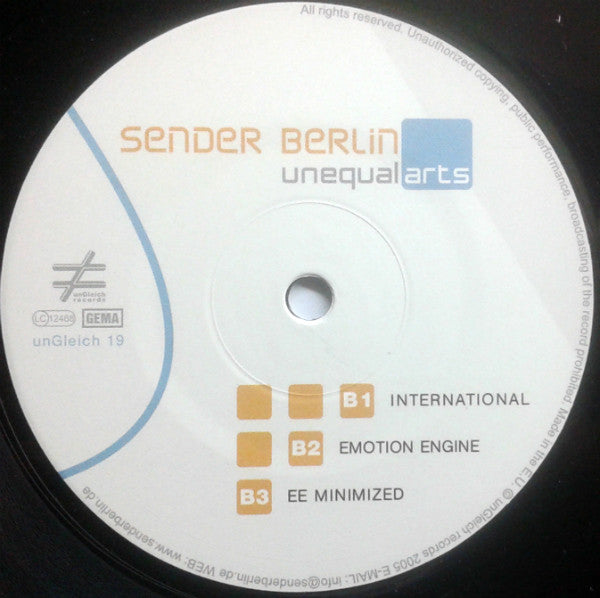 All rights reserved. Unauthorized copying, public performance, broadcasting of the record prohibited. Made in the E.U. ℗ unGleich records 2005 E-MAIL: info@senderberlin.de WEB: www.senderberlin.de
SENDER BERLIN
unequal arts
unGleich
records
LC 12488 GEMA
unGleich 19
B1 INTERNATIONAL
B2 EMOTION ENGINE
B3 EE MINIMIZED